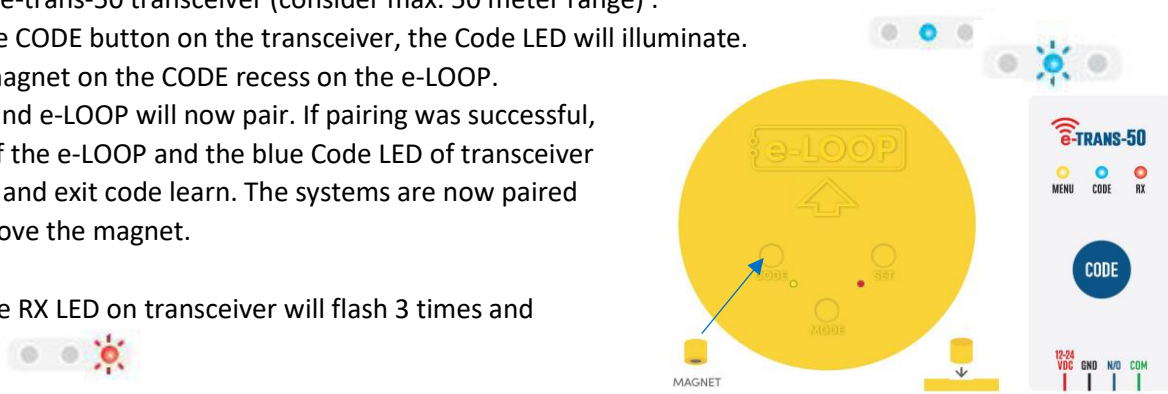 e-trans-50 transceiver (consider max. 50 meter range) .
e CODE button on the transceiver, the Code LED will illuminate.
magnet on the CODE recess on the e-LOOP.
nd e-LOOP will now pair. If pairing was successful,
f the e-LOOP and the blue Code LED of transceiver
and exit code learn. The systems are now paired
ove the magnet.
e RX LED on transceiver will flash 3 times and
e-LOOP
CODE
SET
MODE
MAGNET
e-TRANS-50
MENU CODE RX
CODE
12-24
VDC GND N/O COM